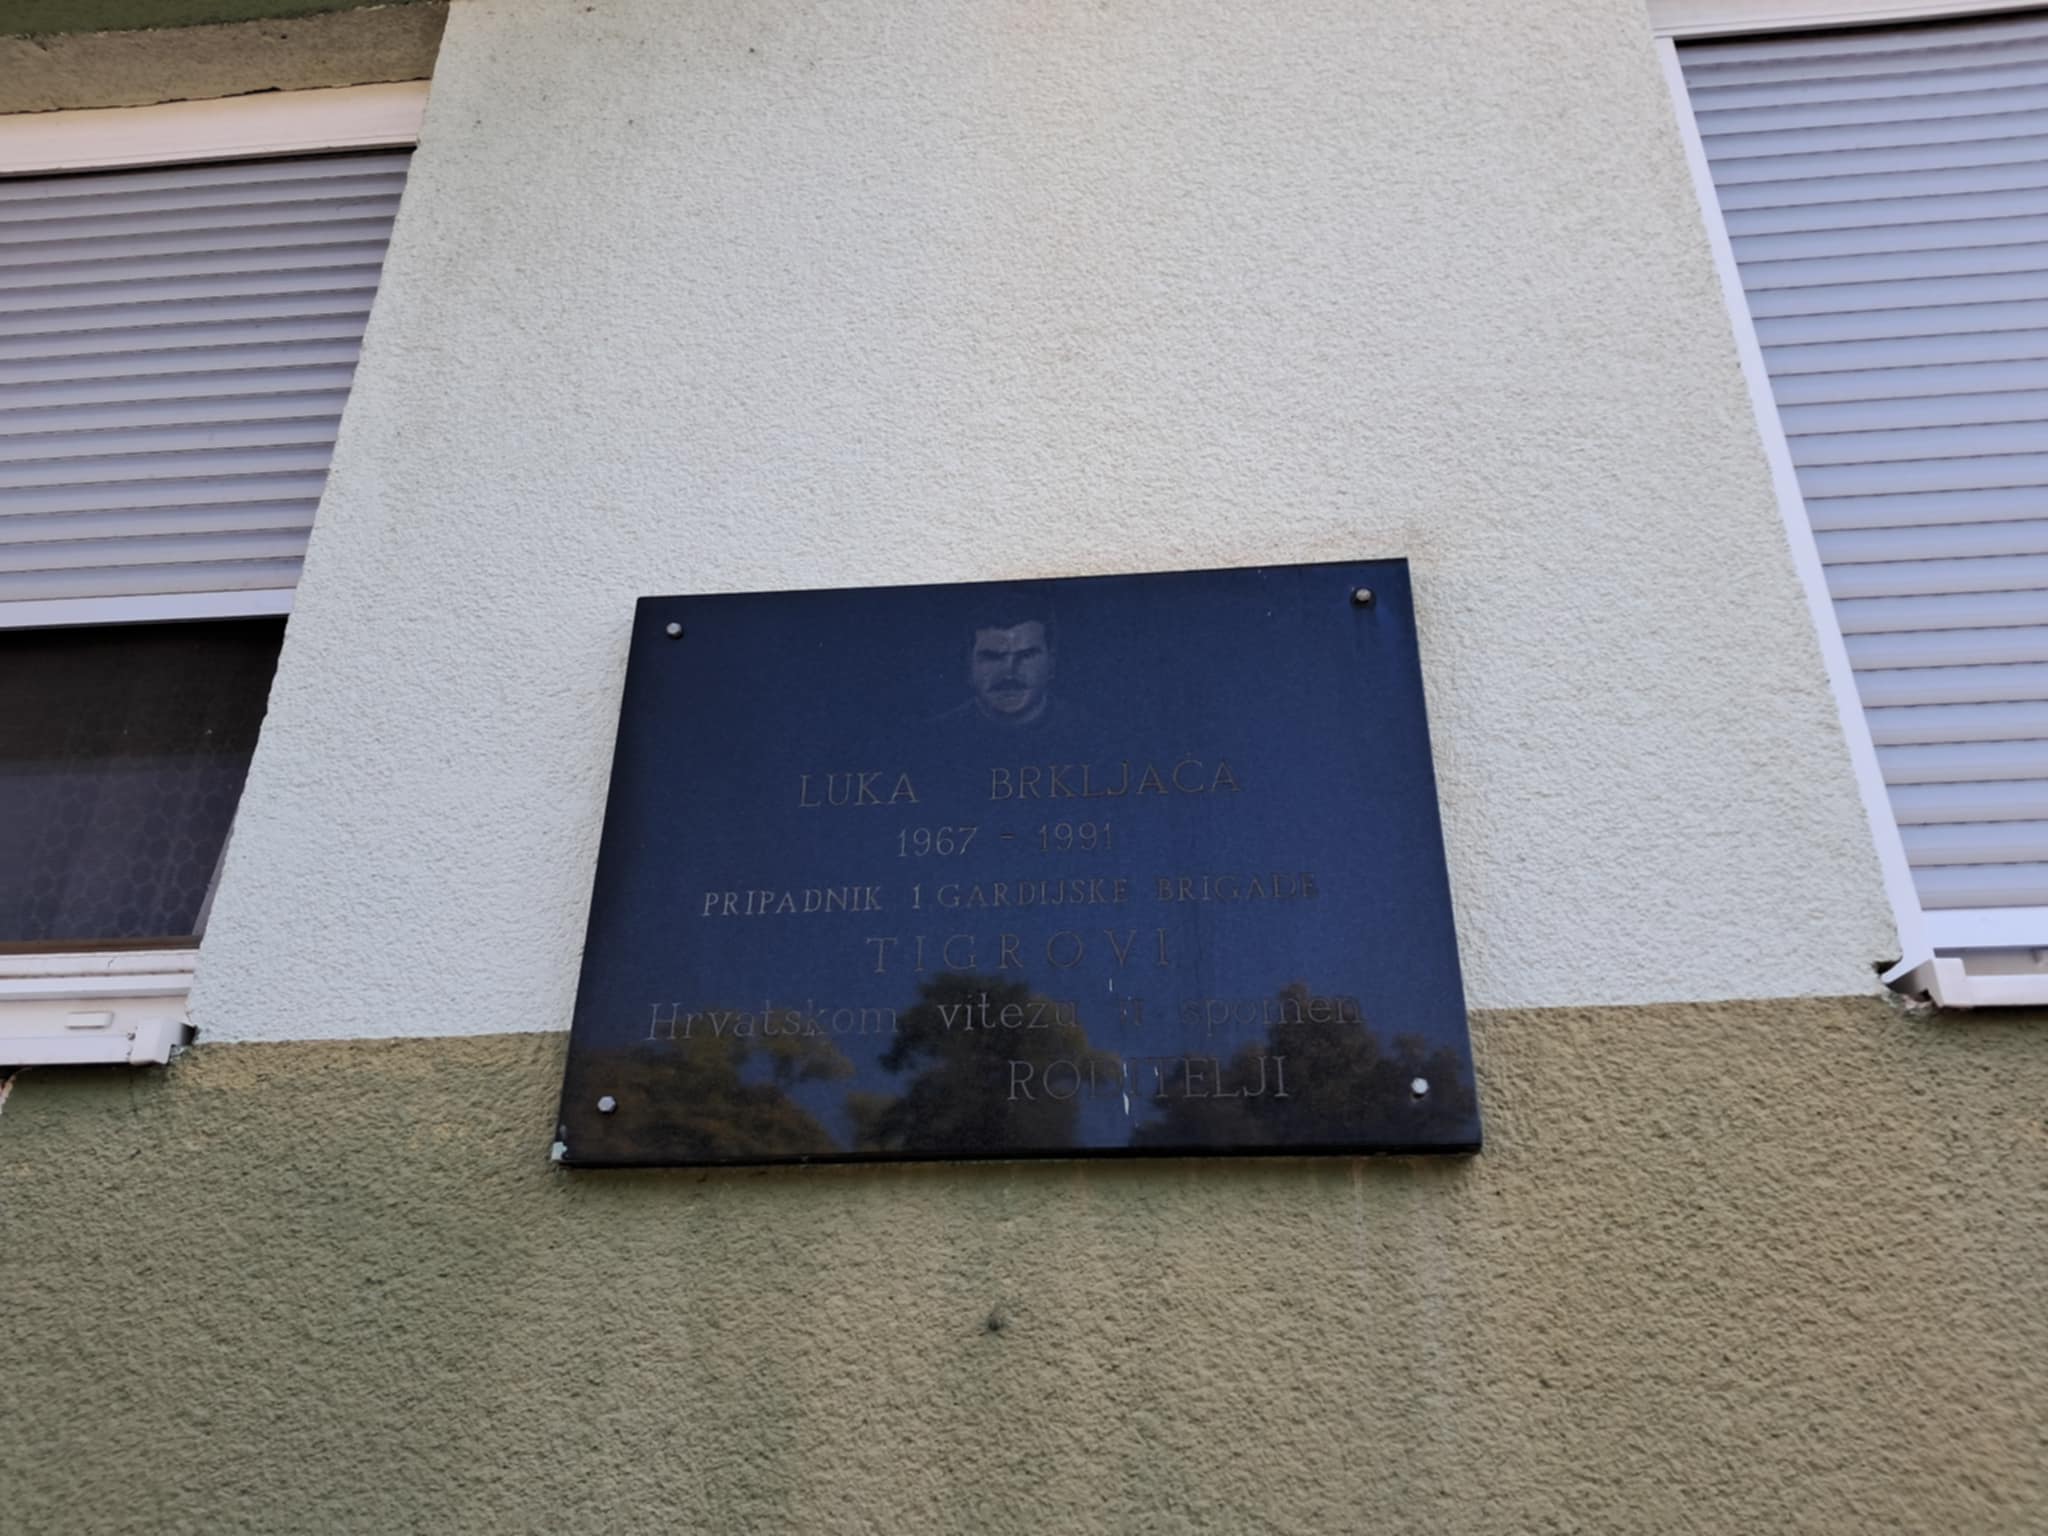 LUKA BRKLJAČA
1967 - 1991
PRIPADNIK 1 GARDIJSKE BRIGADE
TIGROVI
Hrvatskom vitezu u spomen
RODITELJI